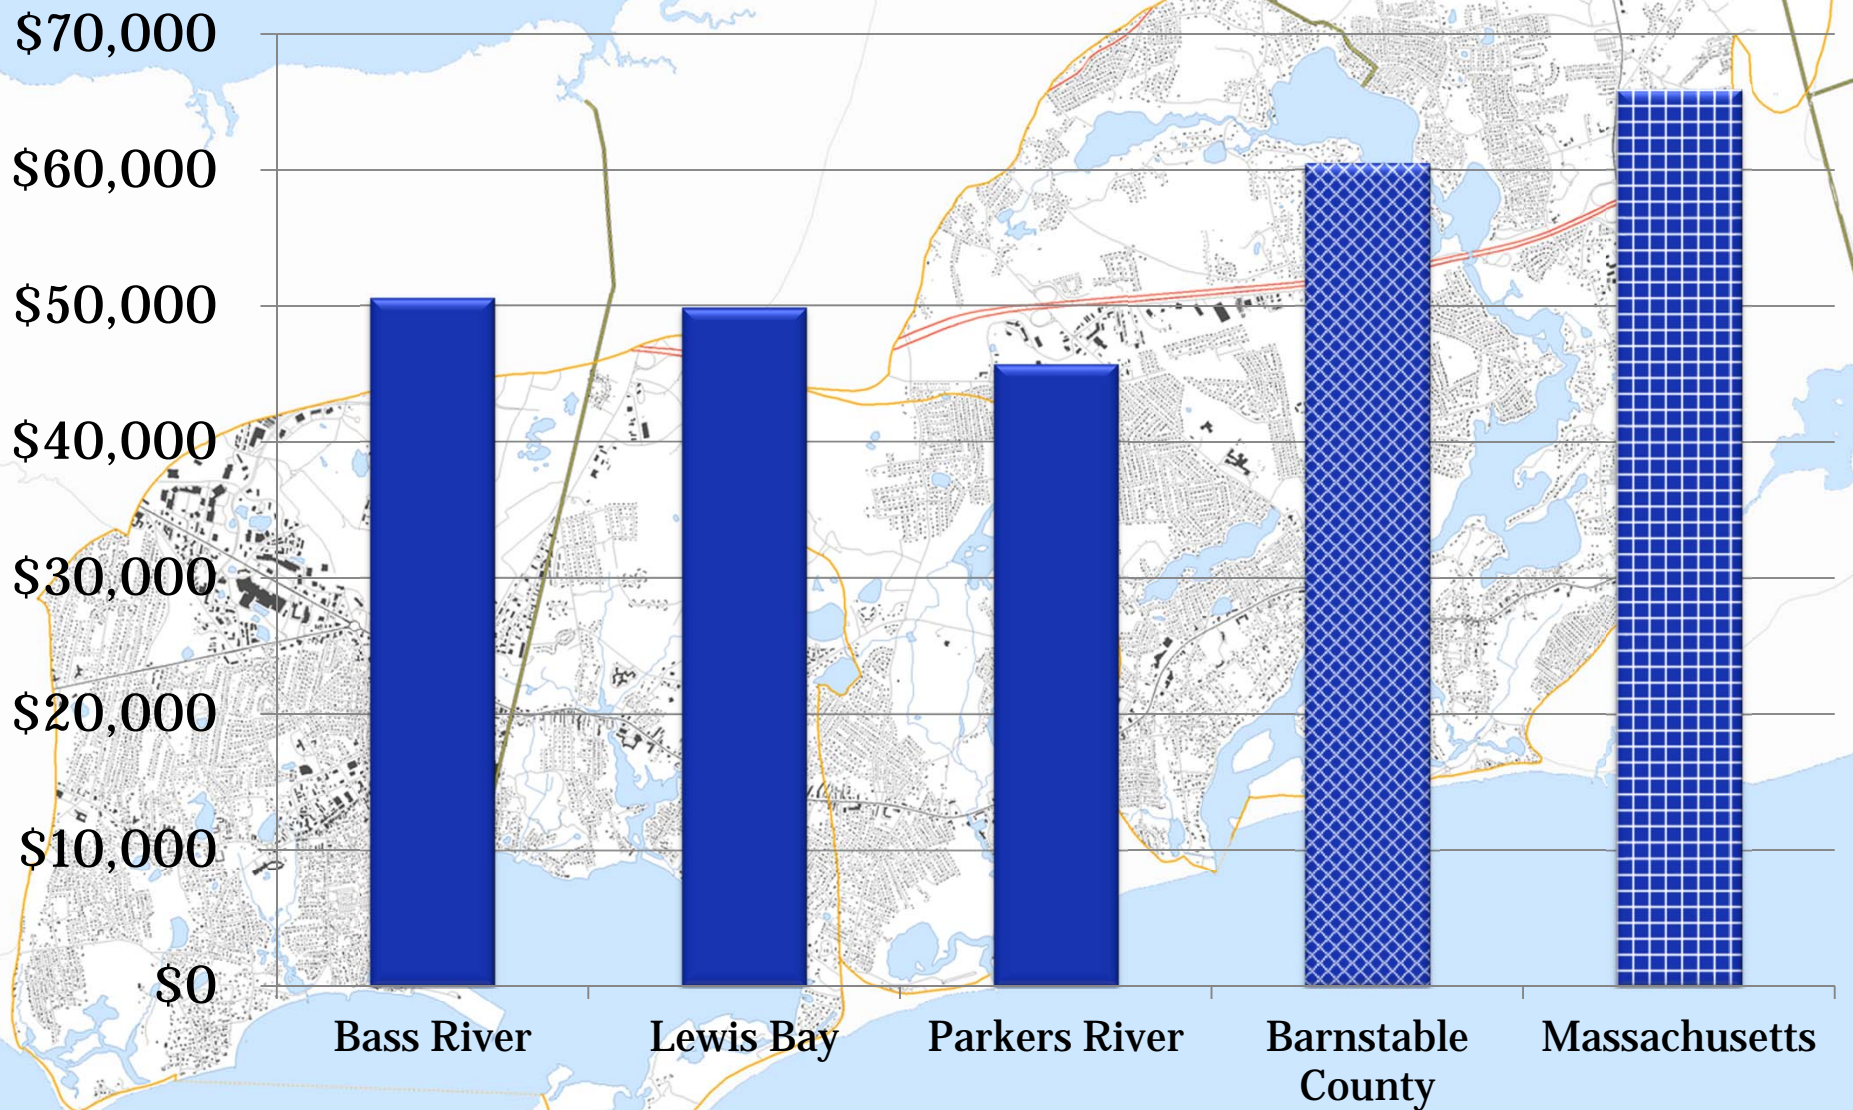 $70,000
$60,000
$50,000
$40,000
$30,000
$20,000
$10,000
$0
Bass River
Lewis Bay
Parkers River
Barnstable
County
Massachusetts